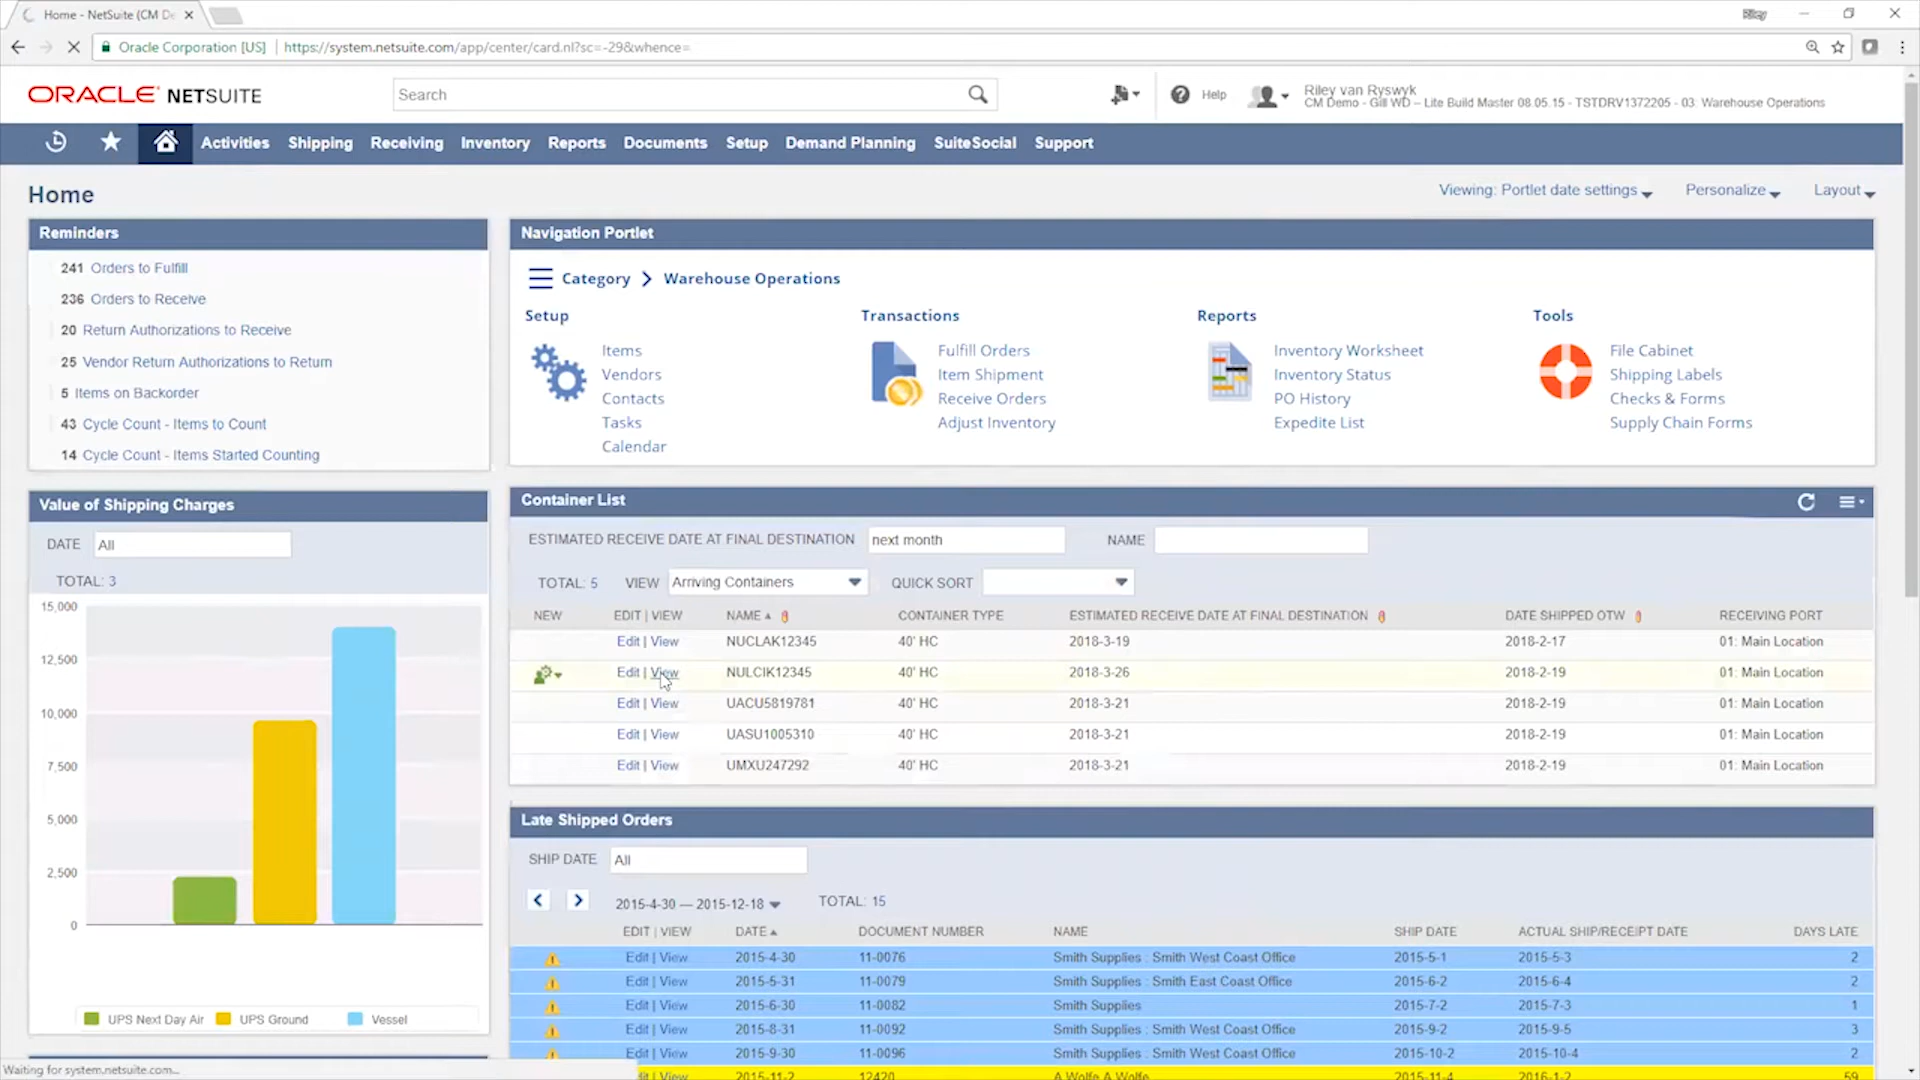 Home - NetSuite (CM De
Riley
Oracle Corporation [US] | https://system.netsuite.com/app/center/card.nl?sc=-29&whence=
ORACLE NETSUITE
Search
Help
Riley van Ryswyk
CM Demo - Gill WD – Lite Build Master 08.05.15 - TSTDRV1372205 - 03: Warehouse Operations
Activities Shipping Receiving Inventory Reports Documents Setup Demand Planning SuiteSocial Support
Home
Viewing: Portlet date settings Personalize Layout
Reminders
241 Orders to Fulfill
236 Orders to Receive
20 Return Authorizations to Receive
25 Vendor Return Authorizations to Return
5 Items on Backorder
43 Cycle Count - Items to Count
14 Cycle Count - Items Started Counting
Navigation Portlet
Category > Warehouse Operations
Setup
Items
Vendors
Contacts
Tasks
Calendar
Transactions
Fulfill Orders
Item Shipment
Receive Orders
Adjust Inventory
Reports
Inventory Worksheet
Inventory Status
PO History
Expedite List
Tools
File Cabinet
Shipping Labels
Checks & Forms
Supply Chain Forms
Value of Shipping Charges
DATE All
TOTAL: 3
15,000
12,500
10,000
7,500
5,000
2,500
0
UPS Next Day Air UPS Ground Vessel
Container List
ESTIMATED RECEIVE DATE AT FINAL DESTINATION next month NAME
TOTAL: 5 VIEW Arriving Containers QUICK SORT
NEW EDIT | VIEW NAME CONTAINER TYPE ESTIMATED RECEIVE DATE AT FINAL DESTINATION DATE SHIPPED OTW RECEIVING PORT
Edit | View NUCLAK12345 40' HC 2018-3-19 2018-2-17 01: Main Location
Edit | View NULCIK12345 40' HC 2018-3-26 2018-2-19 01: Main Location
Edit | View UACU5819781 40' HC 2018-3-21 2018-2-19 01: Main Location
Edit | View UASU1005310 40' HC 2018-3-21 2018-2-19 01: Main Location
Edit | View UMXU247292 40' HC 2018-3-21 2018-2-19 01: Main Location
Late Shipped Orders
SHIP DATE All
2015-4-30 — 2015-12-18 TOTAL: 15
EDIT | VIEW DATE DOCUMENT NUMBER NAME SHIP DATE ACTUAL SHIP/RECEIPT DATE DAYS LATE
Edit | View 2015-4-30 11-0076 Smith Supplies : Smith West Coast Office 2015-5-1 2015-5-3 2
Edit | View 2015-5-31 11-0079 Smith Supplies : Smith East Coast Office 2015-6-2 2015-6-4 2
Edit | View 2015-6-30 11-0082 Smith Supplies 2015-7-2 2015-7-3 1
Edit | View 2015-8-31 11-0092 Smith Supplies : Smith West Coast Office 2015-9-2 2015-9-5 3
Edit | View 2015-9-30 11-0096 Smith Supplies : Smith West Coast Office 2015-10-2 2015-10-4 2
View 2015-11-2 12420 A Wolfe A Wolfe 2015-11-4 2016-1-2 59
Waiting for system.netsuite.com...